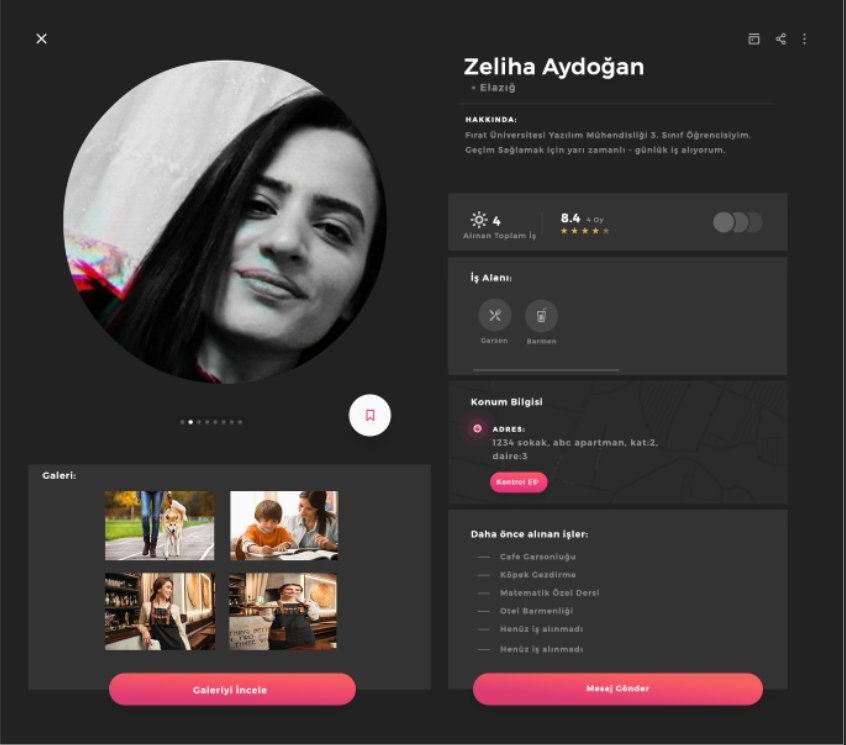 Zeliha Aydoğan
Elazığ
HAKKINDA:
Fırat Üniversitesi Yazılım Mühendisliği 3. Sınıf Öğrencisiyim.
Geçim Sağlamak için yarı zamanlı - günlük iş alıyorum.
4
Alınan Toplam İş
8.4 4 Oy
İş Alanı:
Garson Barmen
Konum Bilgisi
ADRES:
1234 sokak, abc apartman, kat:2,
daire:3
Kontrol Et
Galeri:
Galeriyi İncele
Daha önce alınan işler:
Cafe Garsonluğu
Köpek Gezdirme
Matematik Özel Dersi
Otel Barmenliği
Henüz iş alınmadı
Henüz iş alınmadı
Mesaj Gönder